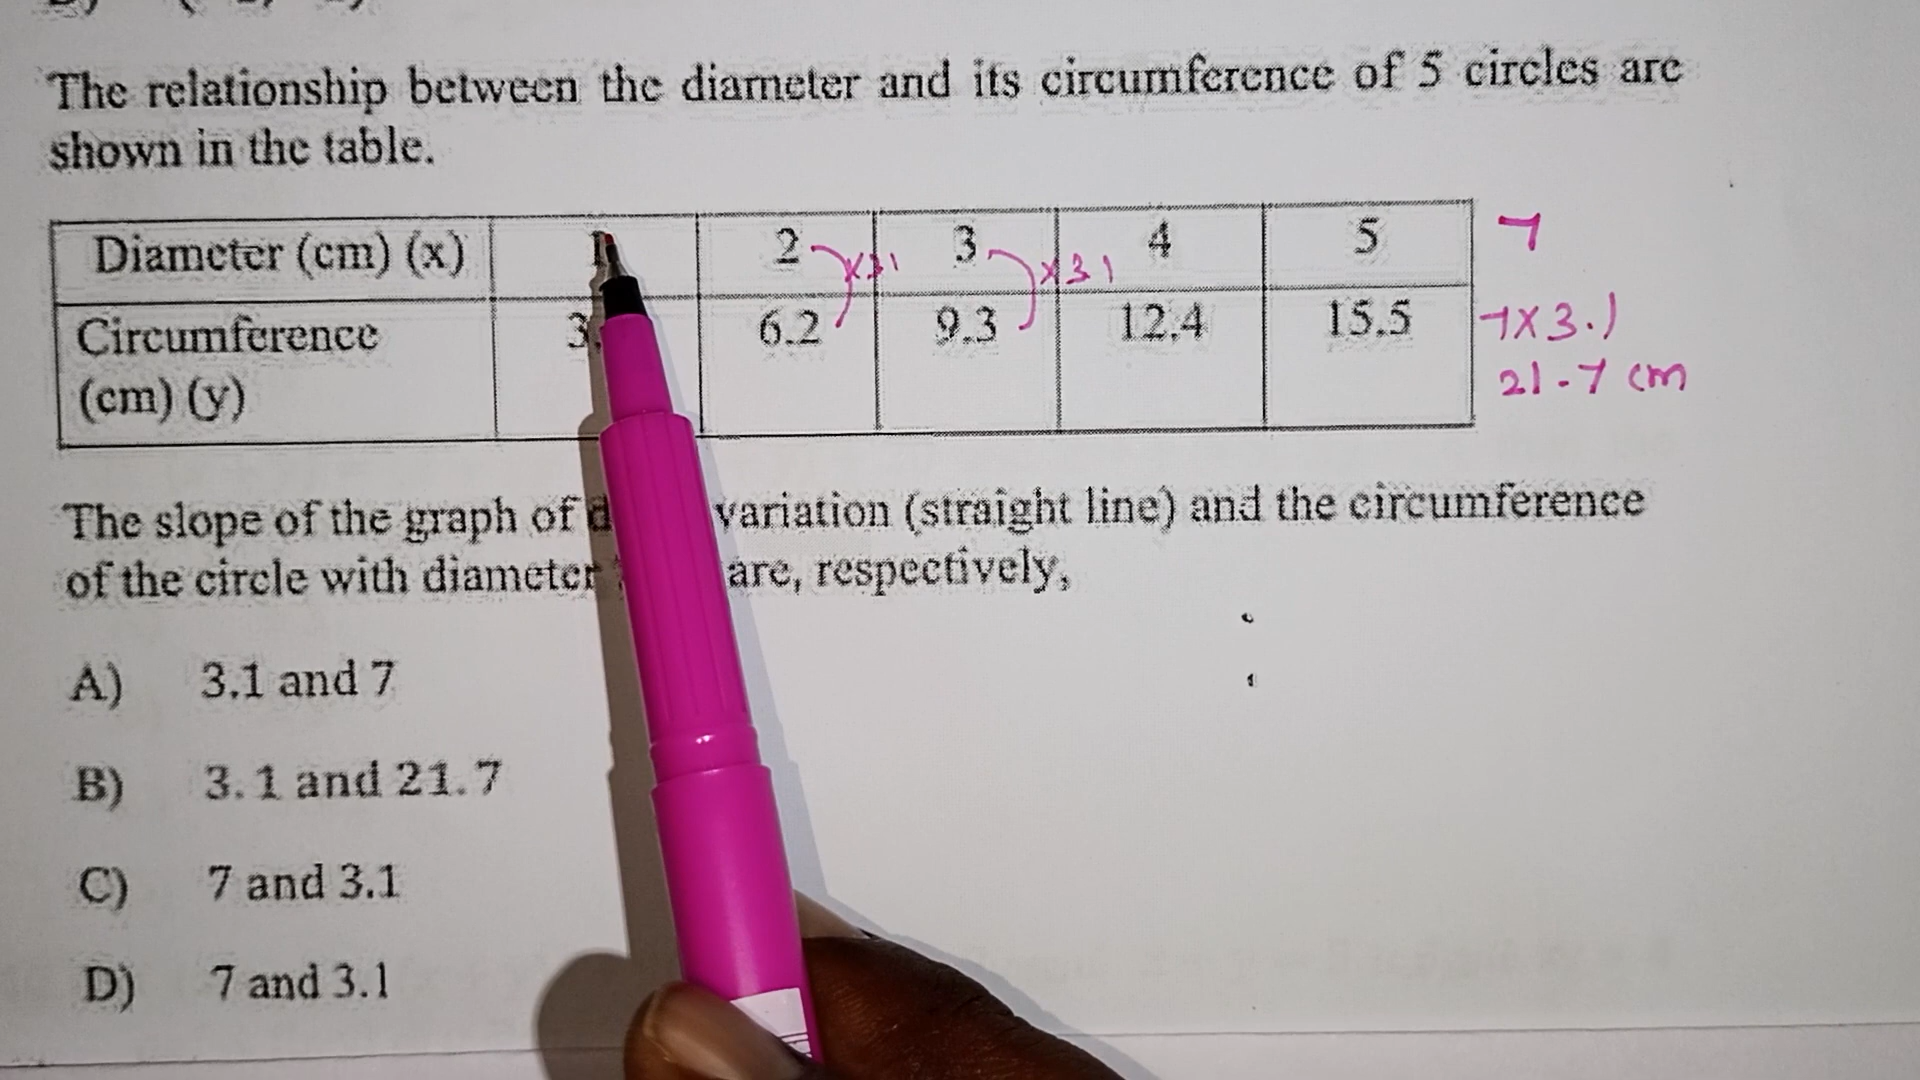 The relationship between the diameter and its circumference of 5 circles are
shown in the table.
Diameter (cm) (x) 1 2 3 4 5 7
×31 ×31
Circumference 3. 6.2 9.3 12.4 15.5 7×3.1
(cm) (y) 21.7 cm
The slope of the graph of variation (straight line) and the circumference
of the circle with diameter are, respectively,
A) 3.1 and 7
B) 3.1 and 21.7
C) 7 and 3.1
D) 7 and 3.1